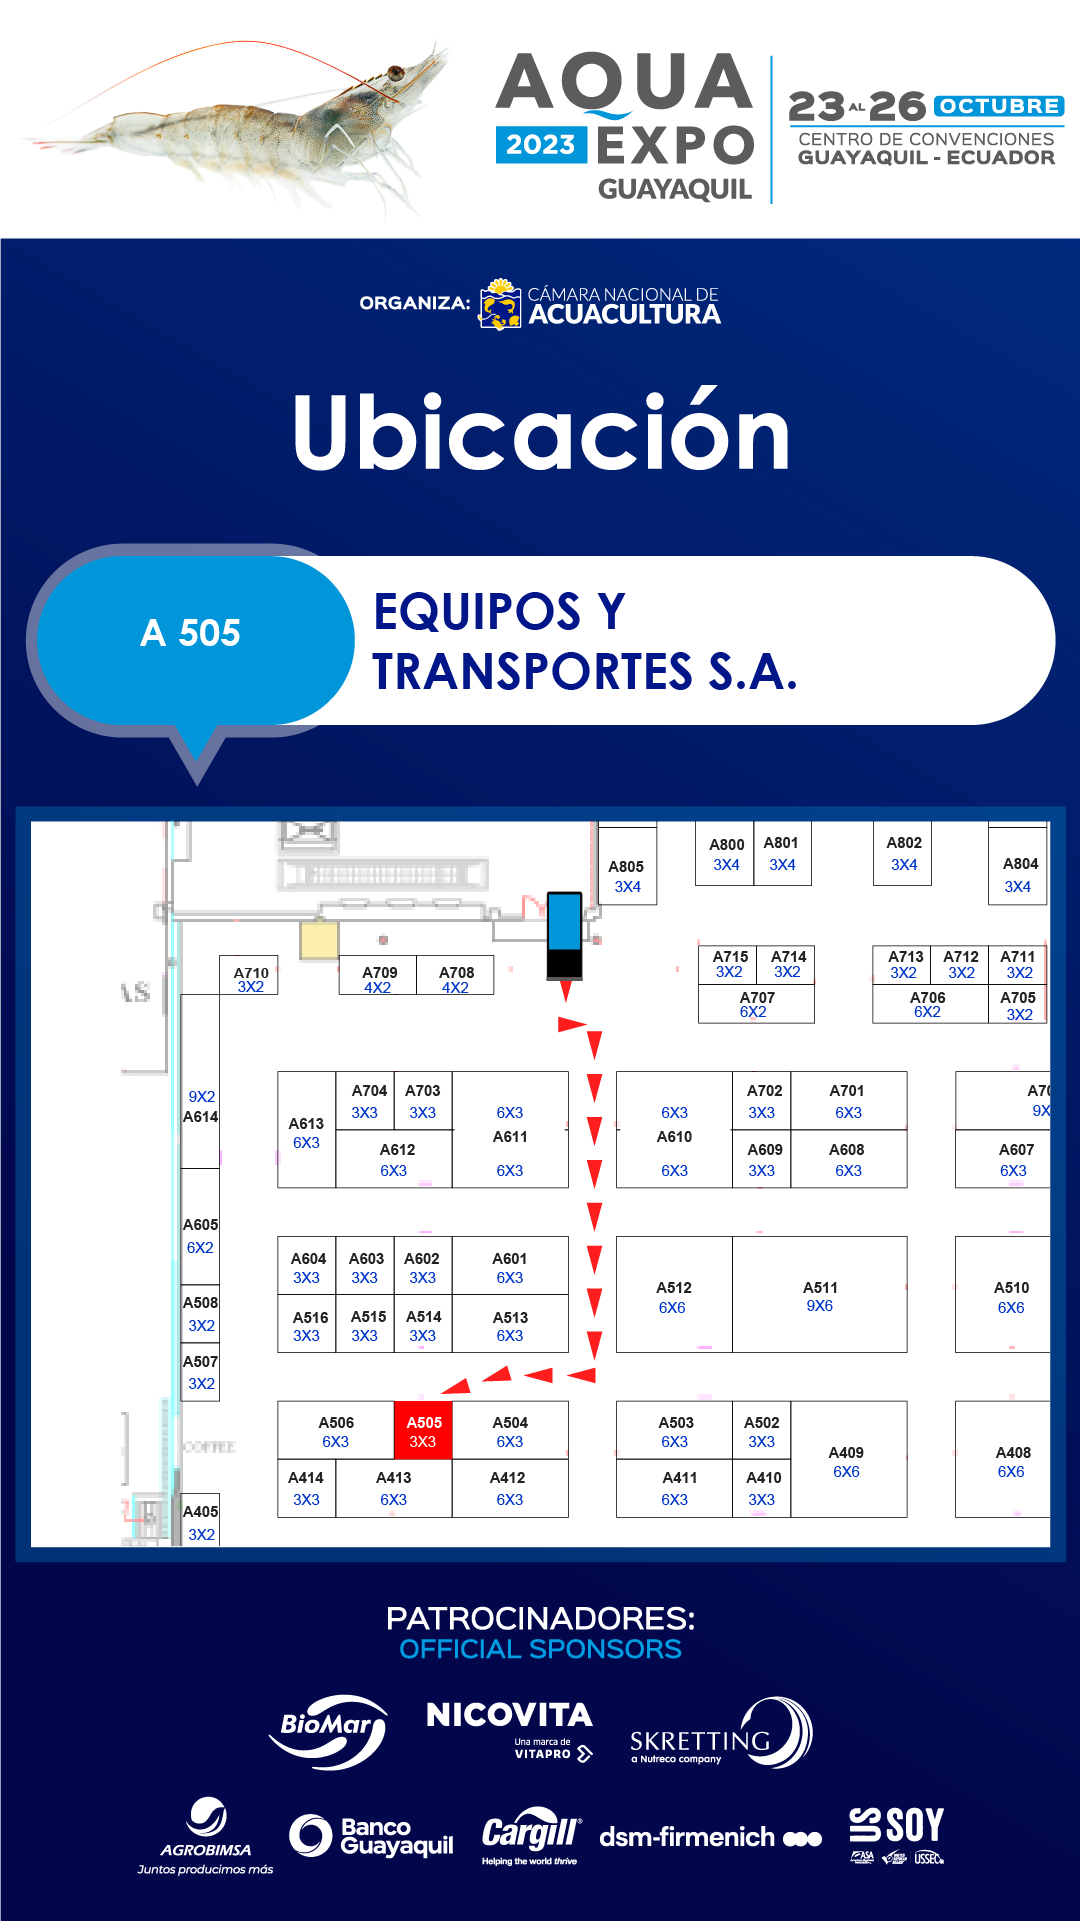 AQUA
2023 EXPO
GUAYAQUIL
23 AL 26 OCTUBRE
CENTRO DE CONVENCIONES
GUAYAQUIL - ECUADOR
ORGANIZA:
CÁMARA NACIONAL DE
ACUACULTURA
Ubicación
A 505
EQUIPOS Y
TRANSPORTES S.A.
A805
3X4
A800
3X4
A801
3X4
A802
3X4
A804
3X4
AS
A710
3X2
A709
4X2
A708
4X2
A715
3X2
A714
3X2
A713
3X2
A712
3X2
A711
3X2
A707
6X2
A706
6X2
A705
3X2
9X2
A614
A613
6X3
A704
3X3
A703
3X3
A612
6X3
6X3
A611
6X3
6X3
A610
6X3
A702
3X3
A701
6X3
A609
3X3
A608
6X3
A70
9X
A607
6X3
A605
6X2
A508
3X2
A507
3X2
A604
3X3
A603
3X3
A602
3X3
A601
6X3
A516
3X3
A515
3X3
A514
3X3
A513
6X3
A512
6X6
A511
9X6
A510
6X6
COFFEE
A405
3X2
A506
6X3
A505
3X3
A504
6X3
A414
3X3
A413
6X3
A412
6X3
A503
6X3
A502
3X3
A411
6X3
A410
3X3
A409
6X6
A408
6X6
PATROCINADORES:
OFFICIAL SPONSORS
BioMar
NICOVITA
Una marca de
VITAPRO
SKRETTING
a Nutreco company
AGROBIMSA
Juntos producimos más
Banco
Guayaquil
Cargill®
Helping the world thrive
dsm-firmenich
US SOY
ASA
USSEC